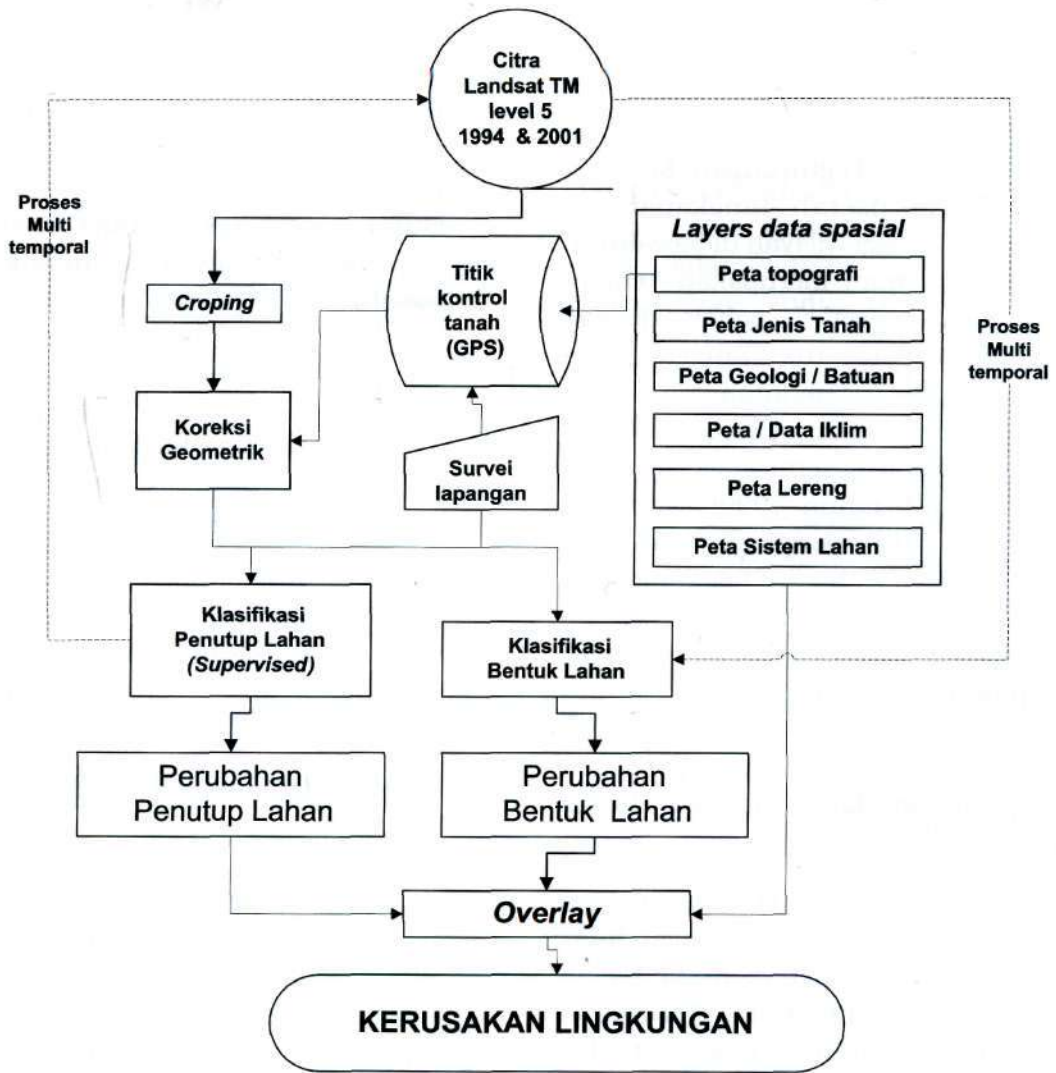 Citra
Landsat TM
level 5
1994 & 2001
Proses
Multi
temporal
Layers data spasial
Peta topografi
Peta Jenis Tanah
Peta Geologi / Batuan
Peta / Data Iklim
Peta Lereng
Peta Sistem Lahan
Proses
Multi
temporal
Titik
kontrol
tanah
(GPS)
Croping
Koreksi
Geometrik
Survei
lapangan
Klasifikasi
Penutup Lahan
(Supervised)
Klasifikasi
Bentuk Lahan
Perubahan
Penutup Lahan
Perubahan
Bentuk Lahan
Overlay
KERUSAKAN LINGKUNGAN